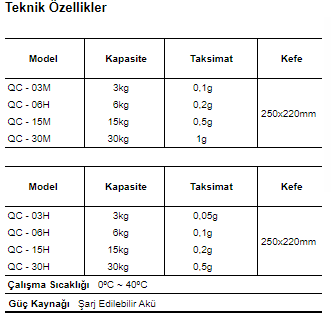 Teknik Özellikler
Model Kapasite Taksimat Kefe
QC - 03M 3kg 0,1g
QC - 06H 6kg 0,2g
250x220mm
QC - 15M 15kg 0,5g
QC - 30M 30kg 1g
Model Kapasite Taksimat Kefe
QC - 03H 3kg 0,05g
QC - 06H 6kg 0,1g
250x220mm
QC - 15H 15kg 0,2g
QC - 30H 30kg 0,5g
Çalışma Sıcaklığı 0ºC ~ 40ºC
Güç Kaynağı Şarj Edilebilir Akü